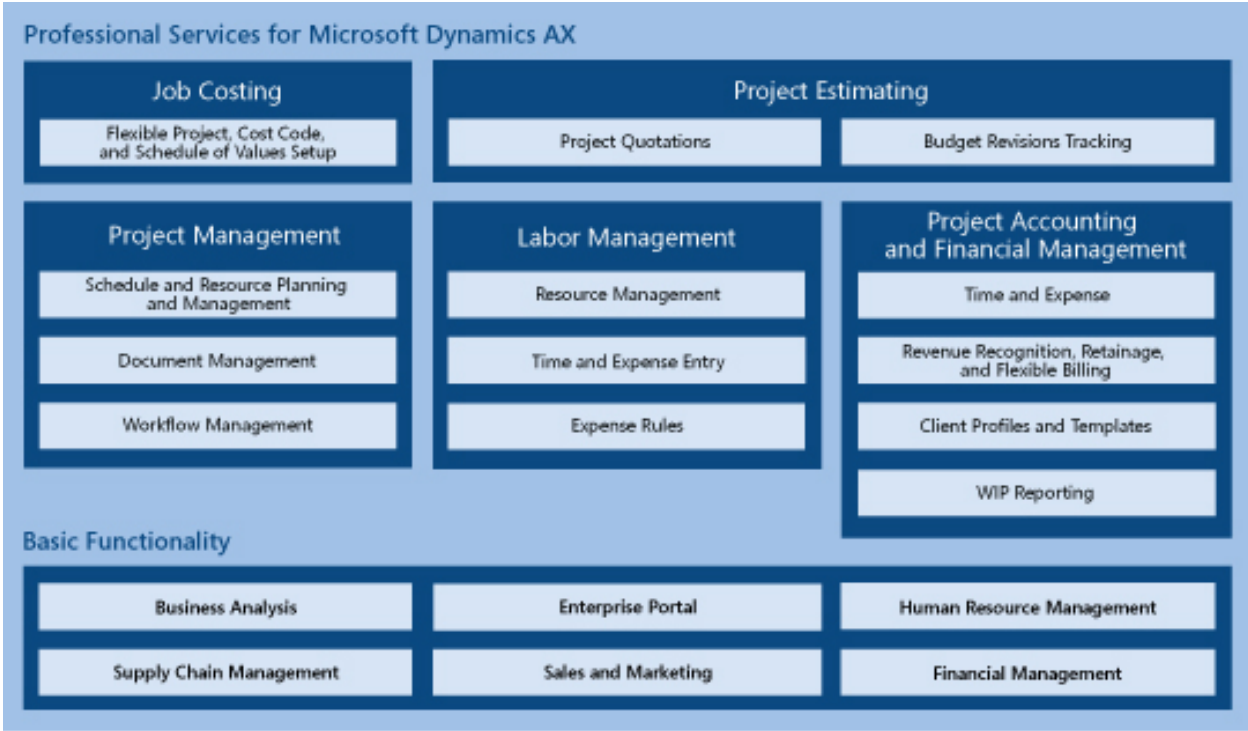 Professional Services for Microsoft Dynamics AX
Job Costing
Flexible Project, Cost Code,
and Schedule of Values Setup
Project Estimating
Project Quotations
Budget Revisions Tracking
Project Management
Schedule and Resource Planning
and Management
Document Management
Workflow Management
Labor Management
Resource Management
Time and Expense Entry
Expense Rules
Project Accounting
and Financial Management
Time and Expense
Revenue Recognition, Retainage,
and Flexible Billing
Client Profiles and Templates
WIP Reporting
Basic Functionality
Business Analysis
Enterprise Portal
Human Resource Management
Supply Chain Management
Sales and Marketing
Financial Management